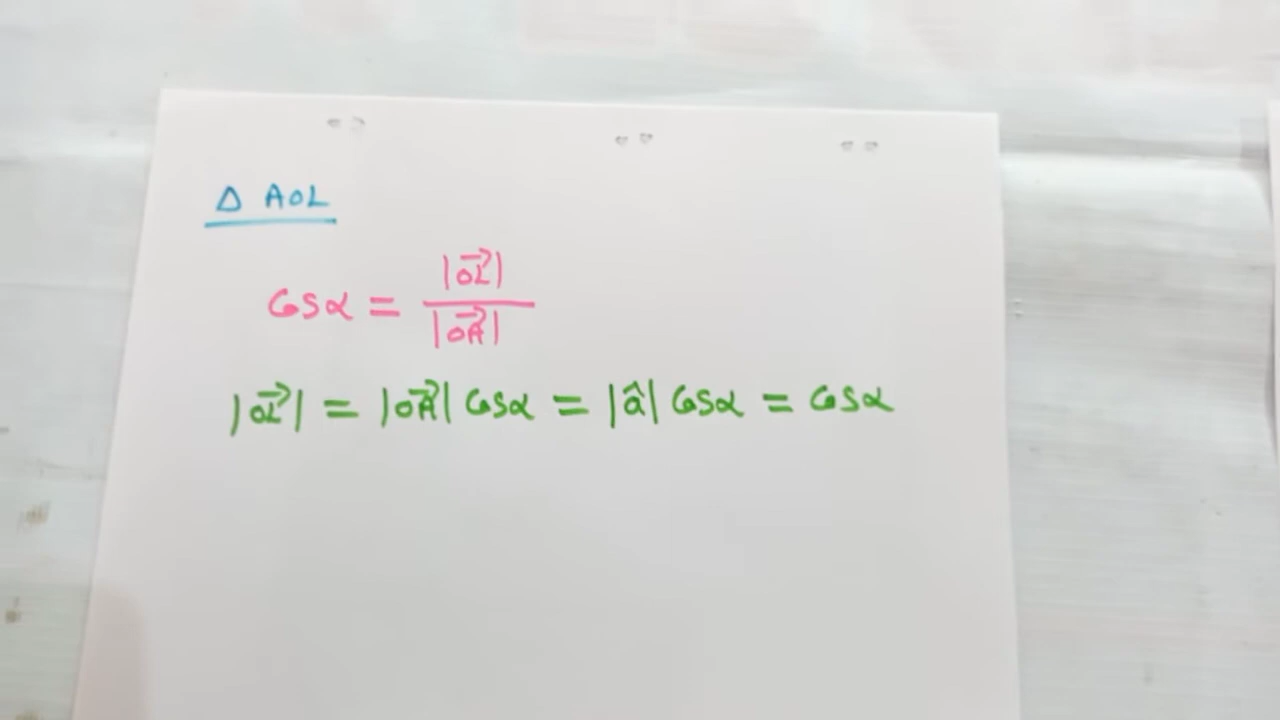 Δ AOL
Cosα = |OL→| / |OA→|
|OL→| = |OA→| Cosα = |â| Cosα = Cosα